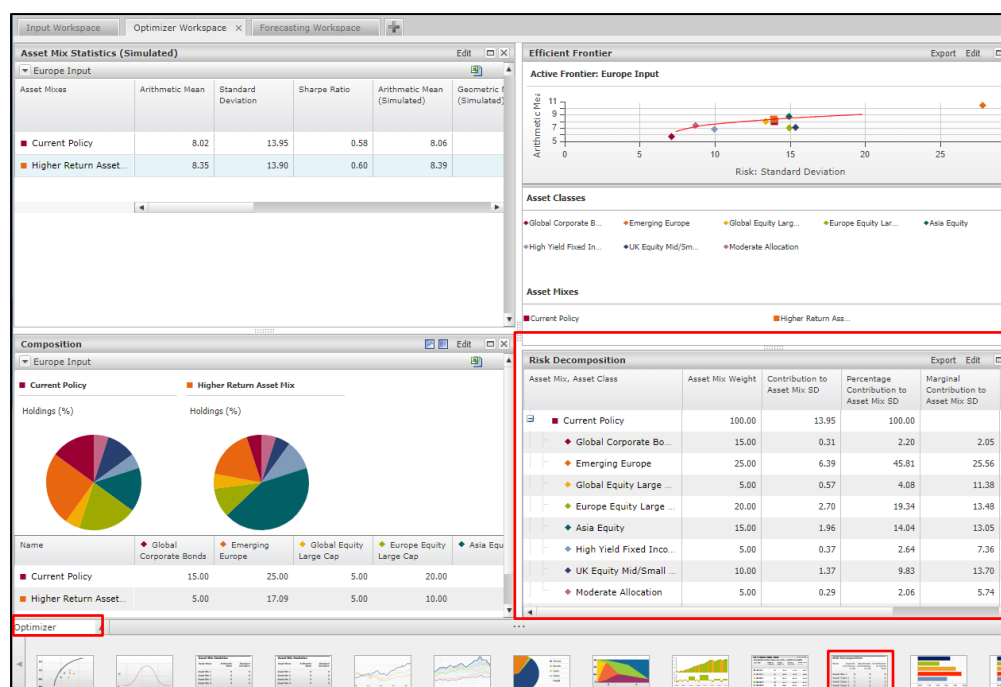 Input Workspace
Optimizer Workspace
Forecasting Workspace
Asset Mix Statistics (Simulated)
Edit
Europe Input
Asset Mixes Arithmetic Mean Standard Deviation Sharpe Ratio Arithmetic Mean (Simulated) Geometric (Simulated)
Current Policy 8.02 13.95 0.58 8.06
Higher Return Asset... 8.35 13.90 0.60 8.39
Efficient Frontier
Export Edit
Active Frontier: Europe Input
Arithmetic Mea
11
9
7
5
0 5 10 15 20 25
Risk: Standard Deviation
Asset Classes
Global Corporate B... Emerging Europe Global Equity Larg... Europe Equity Lar... Asia Equity
High Yield Fixed In... UK Equity Mid/Sm... Moderate Allocation
Asset Mixes
Current Policy Higher Return Ass...
Composition
Edit
Europe Input
Current Policy Higher Return Asset Mix
Holdings (%) Holdings (%)
Name Global Corporate Bonds Emerging Europe Global Equity Large Cap Europe Equity Large Cap Asia Equ
Current Policy 15.00 25.00 5.00 20.00
Higher Return Asset... 5.00 17.09 5.00 10.00
Risk Decomposition
Export Edit
Asset Mix, Asset Class Asset Mix Weight Contribution to Asset Mix SD Percentage Contribution to Asset Mix SD Marginal Contribution to Asset Mix SD
Current Policy 100.00 13.95 100.00
Global Corporate Bo... 15.00 0.31 2.20 2.05
Emerging Europe 25.00 6.39 45.81 25.56
Global Equity Large ... 5.00 0.57 4.08 11.38
Europe Equity Large ... 20.00 2.70 19.34 13.48
Asia Equity 15.00 1.96 14.04 13.05
High Yield Fixed Inco... 5.00 0.37 2.64 7.36
UK Equity Mid/Small ... 10.00 1.37 9.83 13.70
Moderate Allocation 5.00 0.29 2.06 5.74
Optimizer